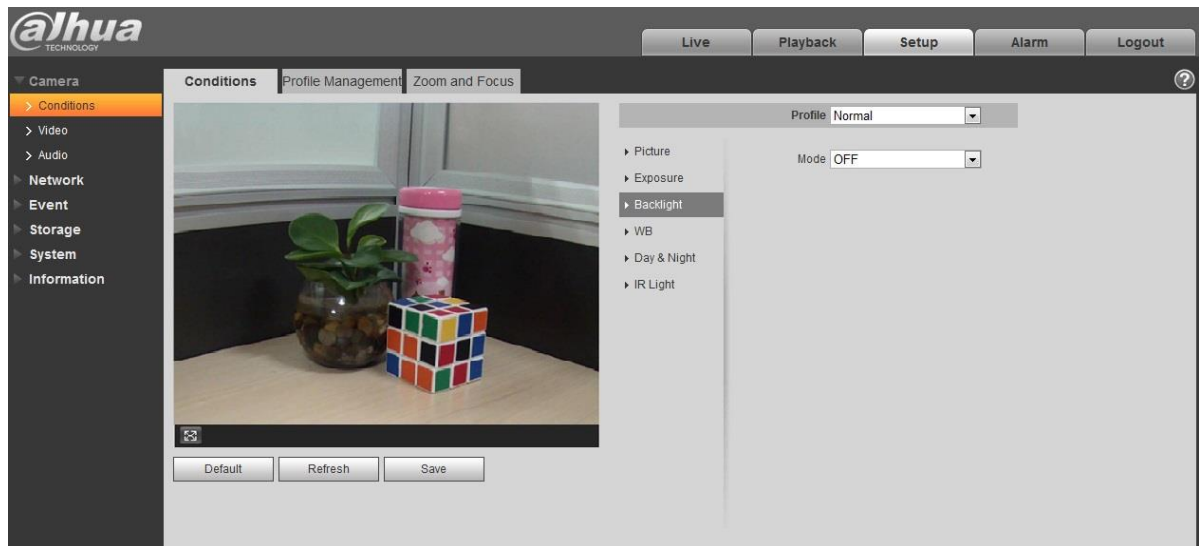 alhua
TECHNOLOGY
Live
Playback
Setup
Alarm
Logout
Camera
Conditions
Video
Audio
Network
Event
Storage
System
Information
Conditions
Profile Management
Zoom and Focus
?
Profile Normal
Picture
Exposure
Backlight
WB
Day & Night
IR Light
Mode OFF
Default
Refresh
Save